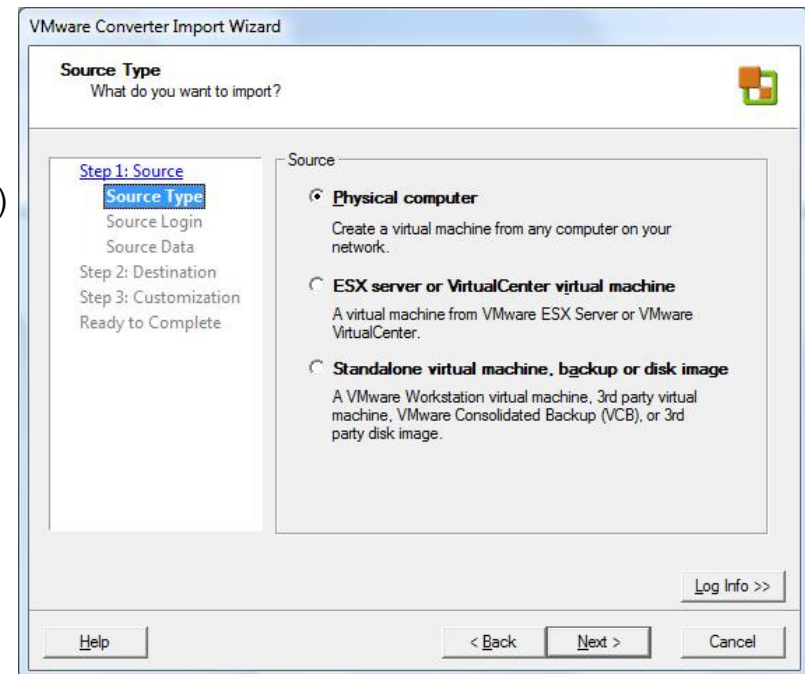 VMware Converter Import Wizard
Source Type
What do you want to import?
)
Step 1: Source
Source Type
Source Login
Source Data
Step 2: Destination
Step 3: Customization
Ready to Complete
Source
Physical computer
Create a virtual machine from any computer on your
network.
ESX server or VirtualCenter virtual machine
A virtual machine from VMware ESX Server or VMware
VirtualCenter.
Standalone virtual machine, backup or disk image
A VMware Workstation virtual machine, 3rd party virtual
machine, VMware Consolidated Backup (VCB), or 3rd
party disk image.
Log Info >>
Help
< Back
Next >
Cancel